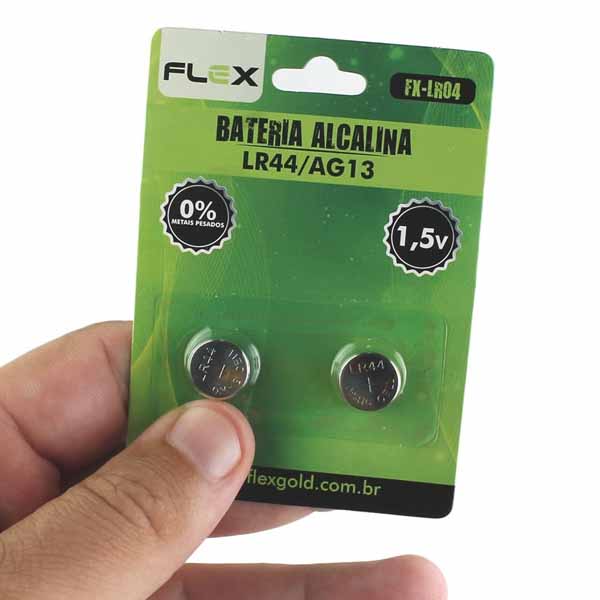 FLEX
FX-LR04
BATERIA ALCALINA
LR44/AG13
0%
METAIS PESADOS
1,5v
LR44
LR44
flexgold.com.br